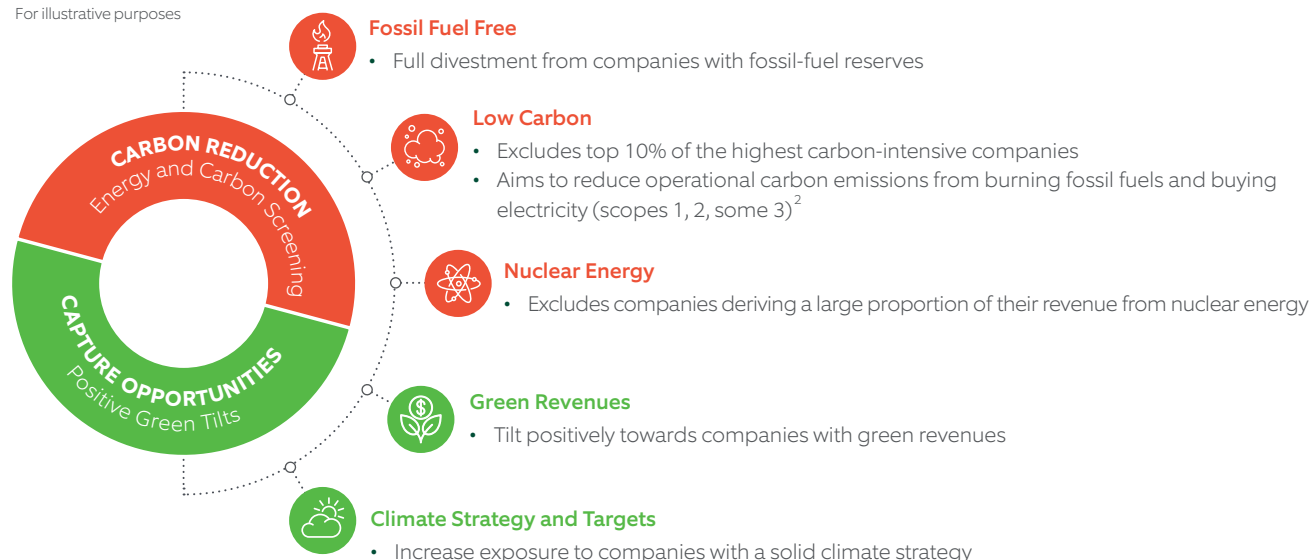 For illustrative purposes
Fossil Fuel Free
• Full divestment from companies with fossil-fuel reserves
Low Carbon
• Excludes top 10% of the highest carbon-intensive companies
• Aims to reduce operational carbon emissions from burning fossil fuels and buying
electricity (scopes 1, 2, some 3)²
CARBON REDUCTION
Energy and Carbon Screening
Nuclear Energy
• Excludes companies deriving a large proportion of their revenue from nuclear energy
CAPTURE OPPORTUNITIES
Positive Green Tilts
Green Revenues
• Tilt positively towards companies with green revenues
Climate Strategy and Targets
• Increase exposure to companies with a solid climate strategy